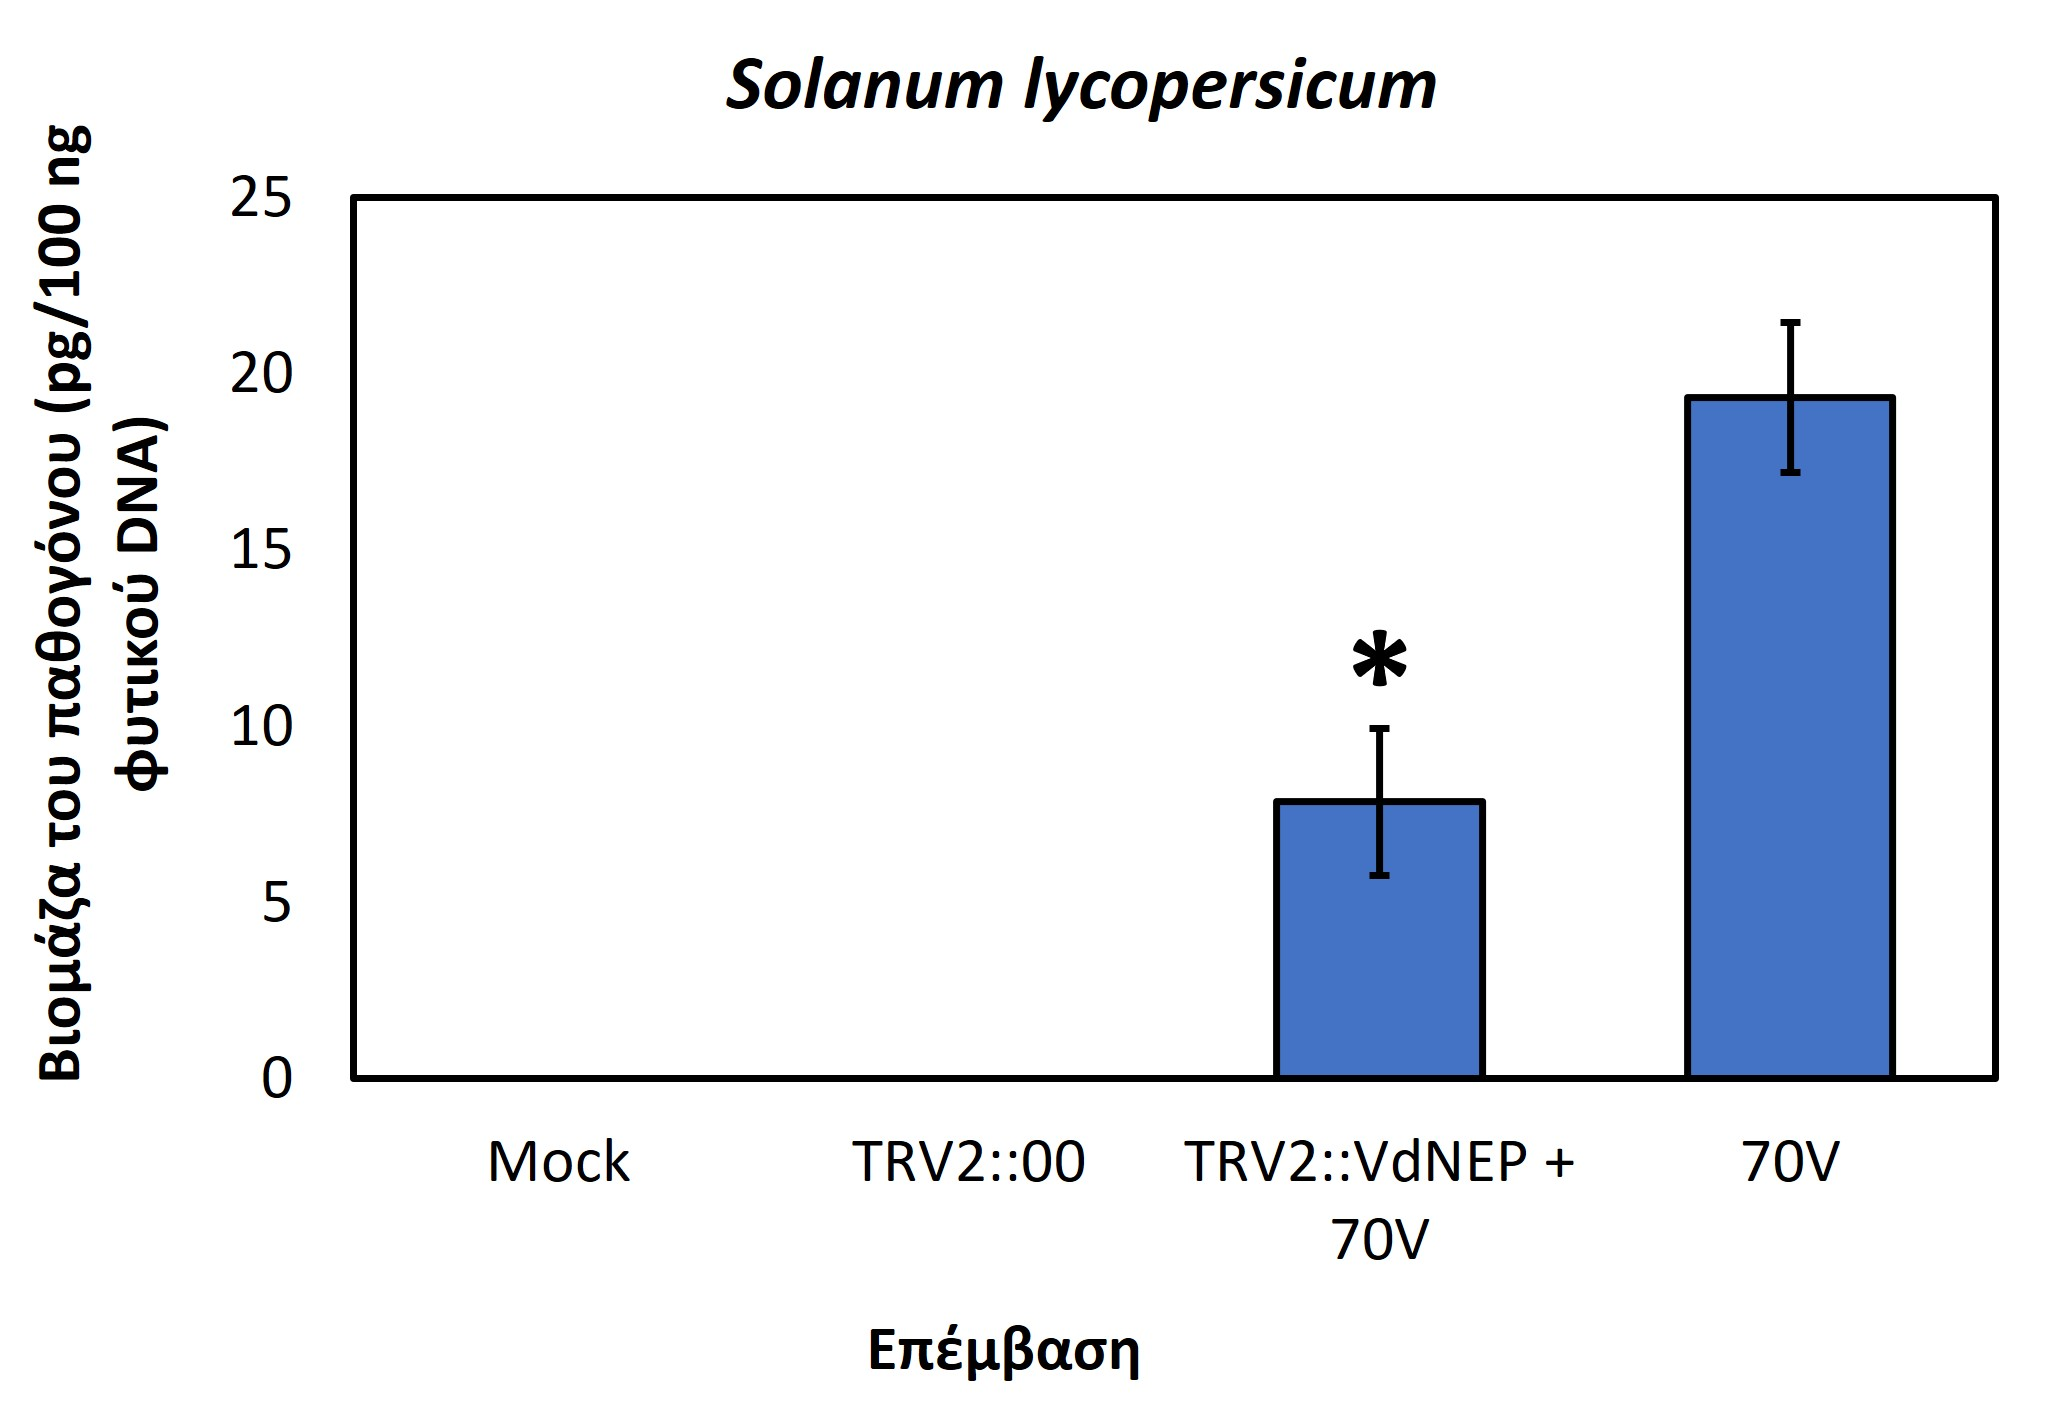 Solanum lycopersicum
Βιομάζα του παθογόνου (pg/100 ng
φυτικού DNA)
25
20
15
10
5
0
*
Mock
TRV2::00
TRV2::VdNEP +
70V
70V
Επέμβαση